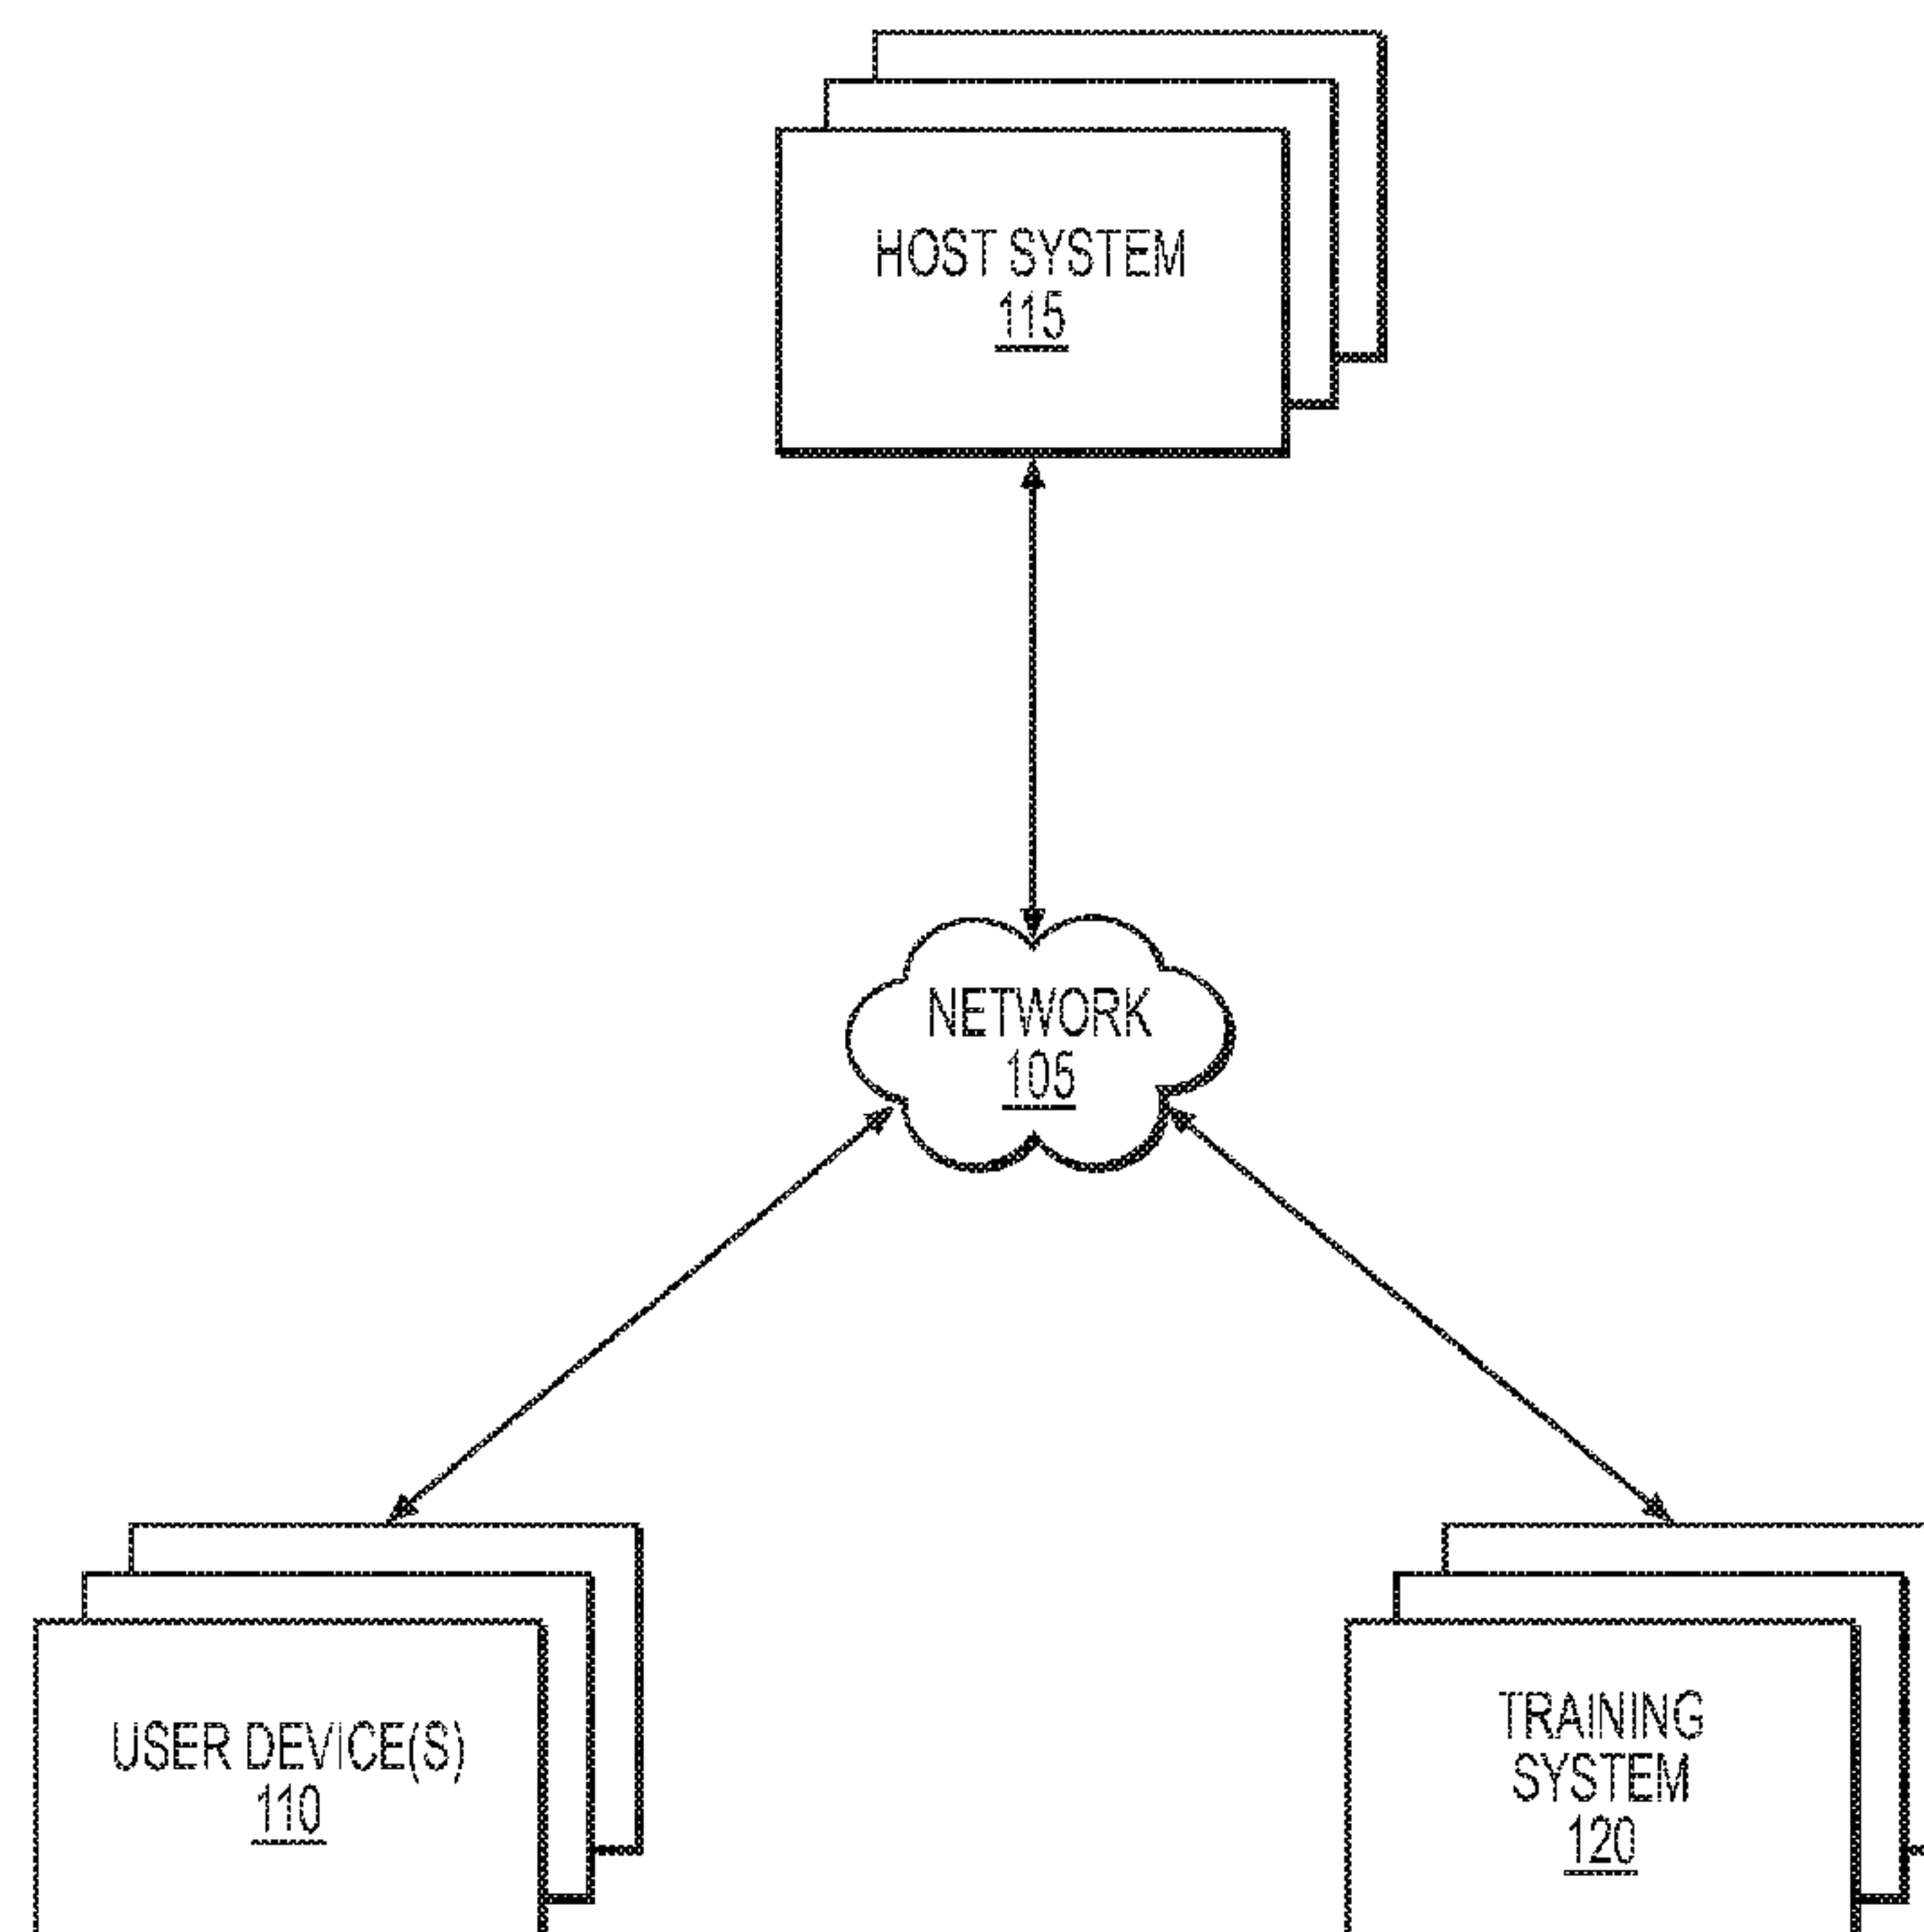 HOST SYSTEM
115
NETWORK
105
USER DEVICE(S)
110
TRAINING
SYSTEM
120